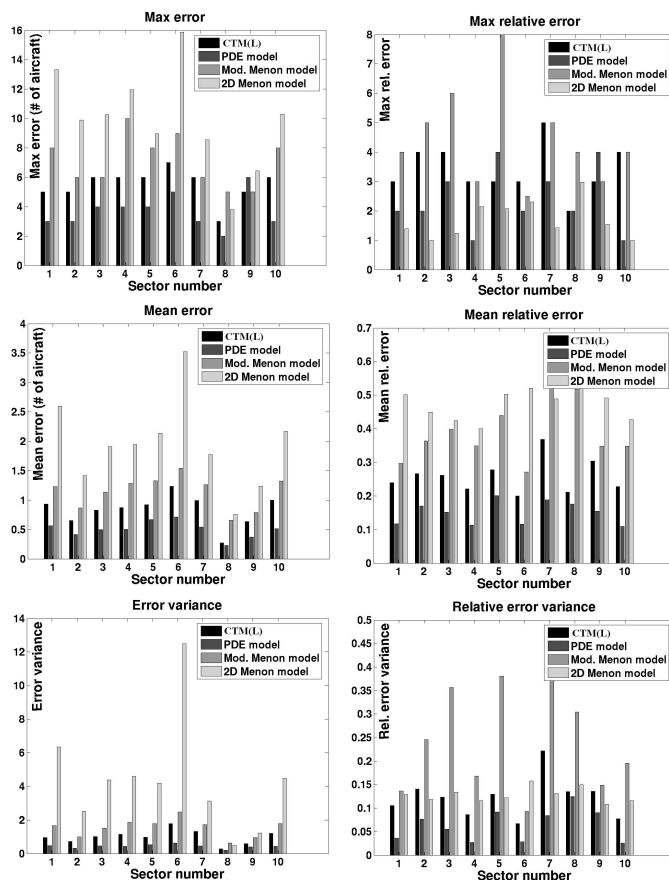 Max error
Max error (# of aircraft)
16
14
12
10
8
6
4
2
0
CTM(L)
PDE model
Mod. Menon model
2D Menon model
1 2 3 4 5 6 7 8 9 10
Sector number
Max relative error
Max rel. error
8
7
6
5
4
3
2
1
0
CTM(L)
PDE model
Mod. Menon model
2D Menon model
1 2 3 4 5 6 7 8 9 10
Sector number
Mean error
Mean error (# of aircraft)
4
3.5
3
2.5
2
1.5
1
0.5
0
CTM(L)
PDE model
Mod. Menon model
2D Menon model
1 2 3 4 5 6 7 8 9 10
Sector number
Mean relative error
Mean rel. error
0.7
0.6
0.5
0.4
0.3
0.2
0.1
0
CTM(L)
PDE model
Mod. Menon model
2D Menon model
1 2 3 4 5 6 7 8 9 10
Sector number
Error variance
Error variance
14
12
10
8
6
4
2
0
CTM(L)
PDE model
Mod. Menon model
2D Menon model
1 2 3 4 5 6 7 8 9 10
Sector number
Relative error variance
Rel. error variance
0.5
0.45
0.4
0.35
0.3
0.25
0.2
0.15
0.1
0.05
0
CTM(L)
PDE model
Mod. Menon model
2D Menon model
1 2 3 4 5 6 7 8 9 10
Sector number